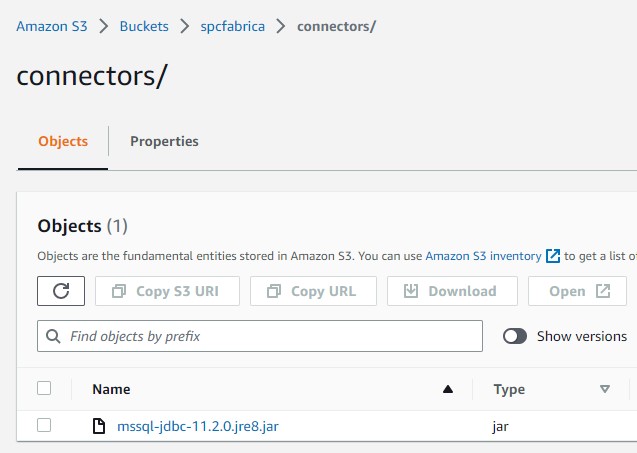 Amazon S3 > Buckets > spcfabrica > connectors/
connectors/
Objects Properties
Objects (1)
Objects are the fundamental entities stored in Amazon S3. You can use Amazon S3 inventory to get a list
Copy S3 URI Copy URL Download Open
Find objects by prefix Show versions
Name Type
mssql-jdbc-11.2.0.jre8.jar jar